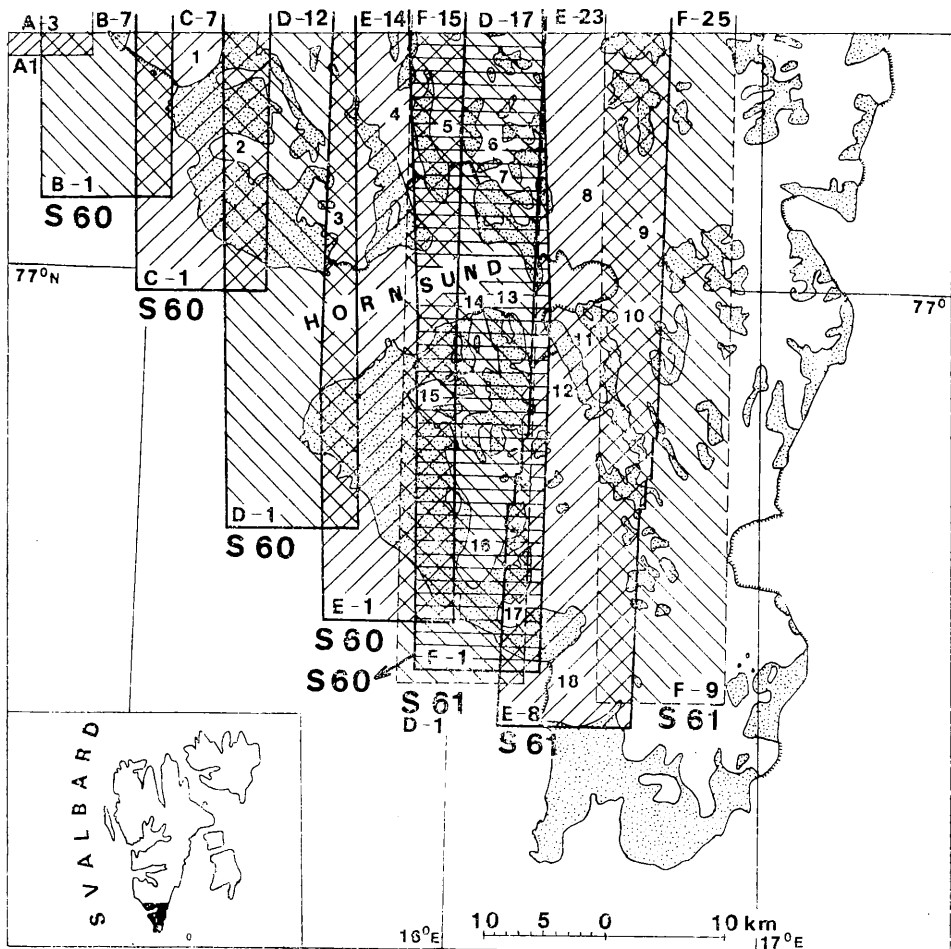 A-3 B-7 C-7 D-12 E-14 F-15 D-17 E-23 F-25
A1
1
2
3
4
5
6
7
8
9
B-1
S 60
77°N
C-1
S 60
HORNSUND
77°
10
11
12
13
14
15
D-1
S 60
16
17
E-1
S 60
S 60
F-1
18
S 61
D-1
E-8
S 61
F-9
S 61
SVALBARD
16°E
17°E
10 5 0 10 km